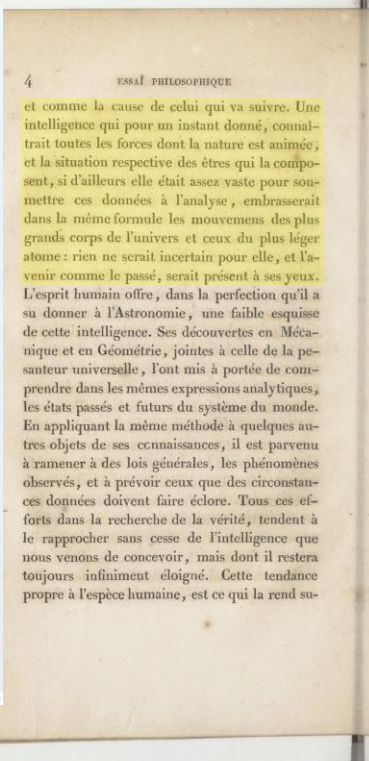 4 ESSAÏ PHILOSOPHIQUE
et comme la cause de celui qui va suivre. Une
intelligence qui pour un instant donné, connaî-
trait toutes les forces dont la nature est animée,
et la situation respective des êtres qui la compo-
sent, si d'ailleurs elle était assez vaste pour sou-
mettre ces données à l'analyse, embrasserait
dans la même formule les mouvemens des plus
grands corps de l'univers et ceux du plus léger
atome : rien ne serait incertain pour elle, et l'a-
venir comme le passé, serait présent à ses yeux.
L'esprit humain offre, dans la perfection qu'il a
su donner à l'Astronomie, une faible esquisse
de cette intelligence. Ses découvertes en Méca-
nique et en Géométrie, jointes à celle de la pe-
santeur universelle, l'ont mis à portée de com-
prendre dans les mêmes expressions analytiques,
les états passés et futurs du système du monde.
En appliquant la même méthode à quelques au-
tres objets de ses connaissances, il est parvenu
à ramener à des lois générales, les phénomènes
observés, et à prévoir ceux que des circonstan-
ces données doivent faire éclore. Tous ces ef-
forts dans la recherche de la vérité, tendent à
le rapprocher sans cesse de l'intelligence que
nous venons de concevoir, mais dont il restera
toujours infiniment éloigné. Cette tendance
propre à l'espèce humaine, est ce qui la rend su-